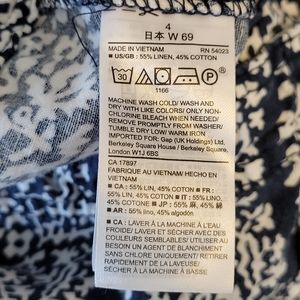 4
日本 W 69
MADE IN VIETNAM RN 54023
■ US/GB : 55% LINEN, 45% COTTON
30
P
1166
MACHINE WASH COLD/ WASH AND
DRY WITH LIKE COLORS/ ONLY NON-
CHLORINE BLEACH WHEN NEEDED/
REMOVE PROMPTLY FROM WASHER/
TUMBLE DRY LOW/ WARM IRON
IMPORTED FOR: Gap (UK Holdings) Ltd.
Berkeley Square House / Berkeley Square,
London W1J 6BS
CA 17897
FABRIQUE AU VIETNAM/ HECHO EN
VIETNAM
■ CA : 55% LIN, 45% COTON ■ FR :
55% LIN, 45% COTON ■ IT : 55%
LINO, 45% COTONE ■ JP : 55% 麻, 45% 綿
■ AR : 55% lino, 45% algodón
■ CA : LAVER À LA MACHINE À L'EAU
FROIDE/ LAVER ET SÉCHER AVEC
COULEURS SIMILAIRES/ AU BESOIN
UN AGENT DE BLANCHIMENT
SANS CHLORE UNIQUEMENT/ RETIRER
RAPIDEMENT DE LA LAVEUSE/
SÉCHER PAR CULBUTAGE À